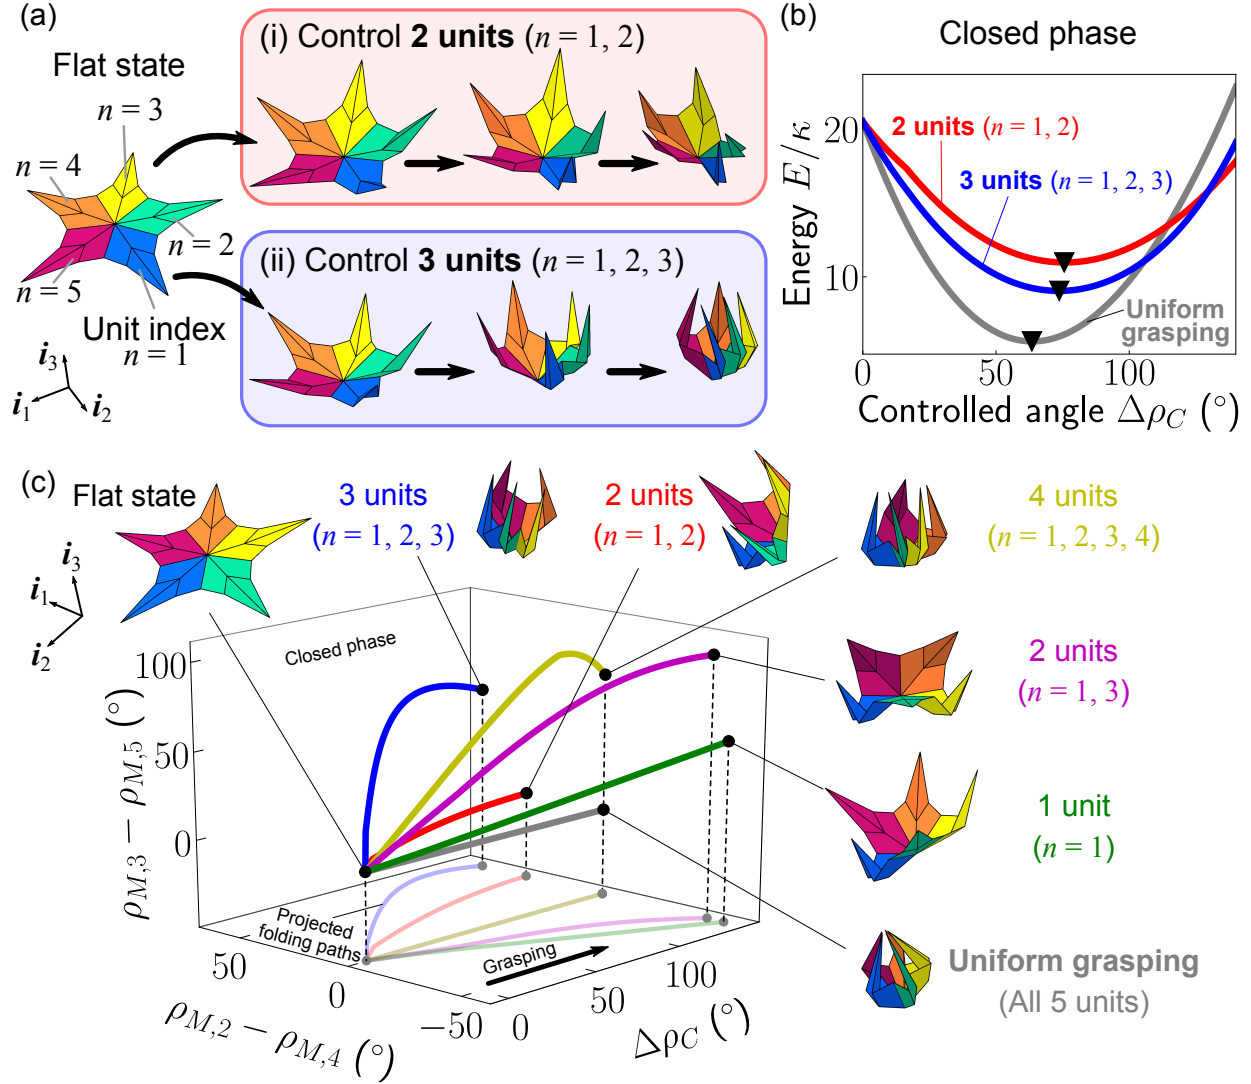 (a)
Flat state
n = 3
n = 4
n = 2
n = 5
Unit index
n = 1
i3
i1
i2
(i) Control 2 units (n = 1, 2)
(ii) Control 3 units (n = 1, 2, 3)
(b)
Closed phase
Energy E/κ
20
10
2 units (n = 1, 2)
3 units (n = 1, 2, 3)
Uniform
grasping
0 50 100
Controlled angle ΔρC (°)
(c)
Flat state
i3
i1
i2
3 units
(n = 1, 2, 3)
2 units
(n = 1, 2)
4 units
(n = 1, 2, 3, 4)
2 units
(n = 1, 3)
1 unit
(n = 1)
Uniform grasping
(All 5 units)
Closed phase
ρM,3 − ρM,5 (°)
100
50
0
Projected
folding paths
Grasping
50
0
−50
ρM,2 − ρM,4 (°)
0
50
100
ΔρC (°)